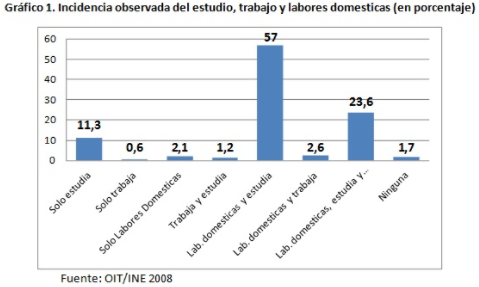 Gráfico 1. Incidencia observada del estudio, trabajo y labores domesticas (en porcentaje)
60
50
40
30
20
10
0
11,3
0,6
2,1
1,2
57
2,6
23,6
1,7
Solo estudia
Solo trabaja
Solo Labores Domesticas
Trabaja y estudia
Lab. domesticas y estudia
Lab. domesticas y trabaja
Lab. domesticas, estudia y...
Ninguna
Fuente: OIT/INE 2008